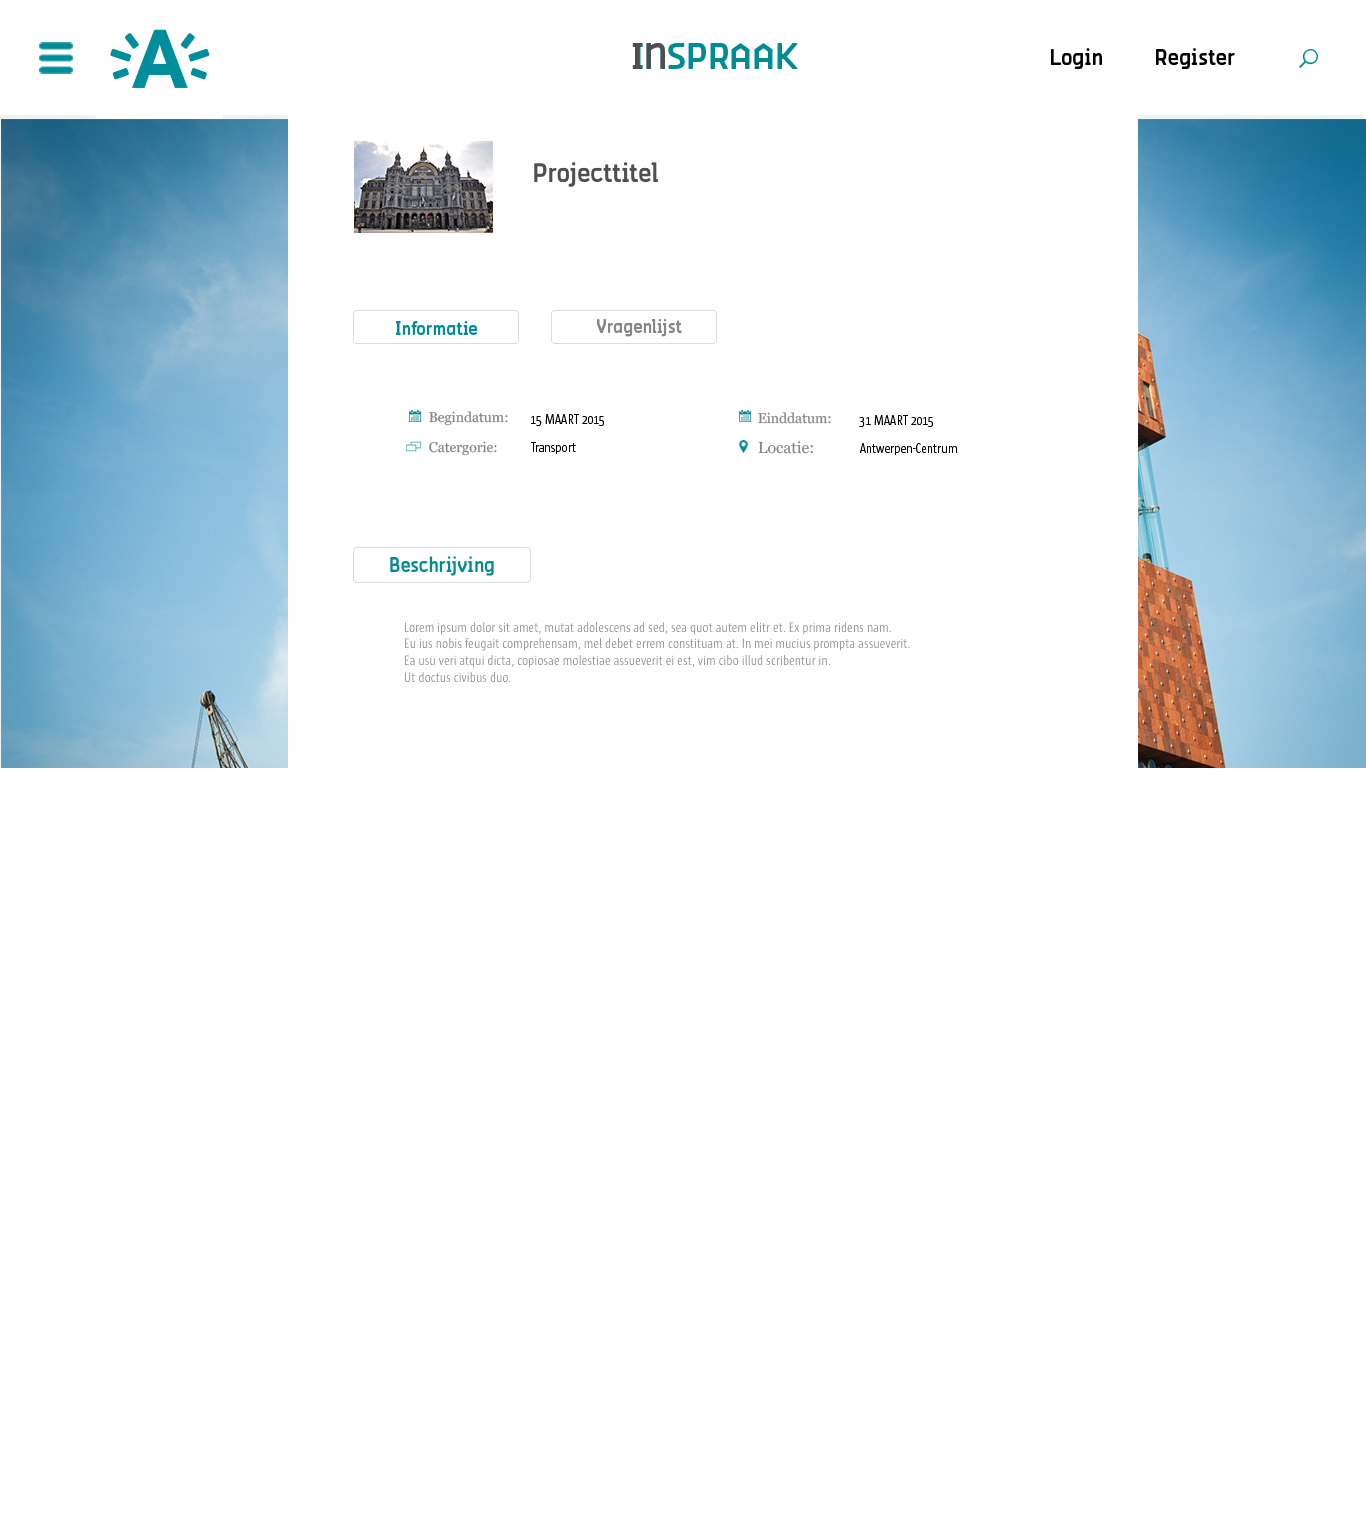 A
INSPRAAK
Login
Register
Projecttitel
Informatie
Vragenlijst
Begindatum: 15 MAART 2015
Einddatum: 31 MAART 2015
Catergorie: Transport
Locatie: Antwerpen-Centrum
Beschrijving
Lorem ipsum dolor sit amet, mutat adolescens ad sed, sea quot autem elitr et. Ex prima ridens nam.
Eu ius nobis feugait comprehensam, mel debet errem constituam at. In mei mucius prompta assueverit.
Ea usu veri atqui dicta, copiosae molestiae assueverit ei est, vim cibo illud scribentur in.
Ut doctus civibus duo.